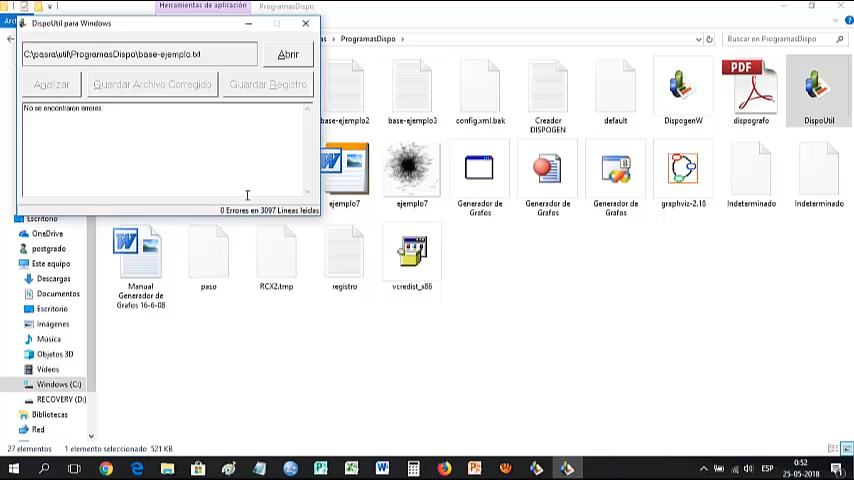 Herramientas de aplicación
ProgramasDispo
DispoUtil para Windows
C:\pasra\util\ProgramasDispo\base-ejemplo.txt
Abrir
Analizar
Guardar Archivo Corregido
Guardar Registro
No se encontraron errores.
0 Errores en 3097 Líneas leidas
ProgramasDispo
Buscar en ProgramasDispo
base-ejemplo2
base-ejemplo3
config.xml.bak
Creador
DISPOGEN
default
DispogenW
PDF
dispografo
DispoUtil
ejemplo7
ejemplo7
Generador de
Grafos
Generador de
Grafos
Generador de
Grafos
graphviz-2.18
Indeterminado
Indeterminado
Manual
Generador de
Grafos 16-6-08
paso
RCX2.tmp
registro
vcredist_x86
Escritorio
OneDrive
postgrado
Este equipo
Descargas
Documentos
Escritorio
Imágenes
Música
Objetos 3D
Vídeos
Windows (C:)
RECOVERY (D:)
Bibliotecas
Red
27 elementos
1 elemento seleccionado 521 KB
ESP
0:52
25-05-2018